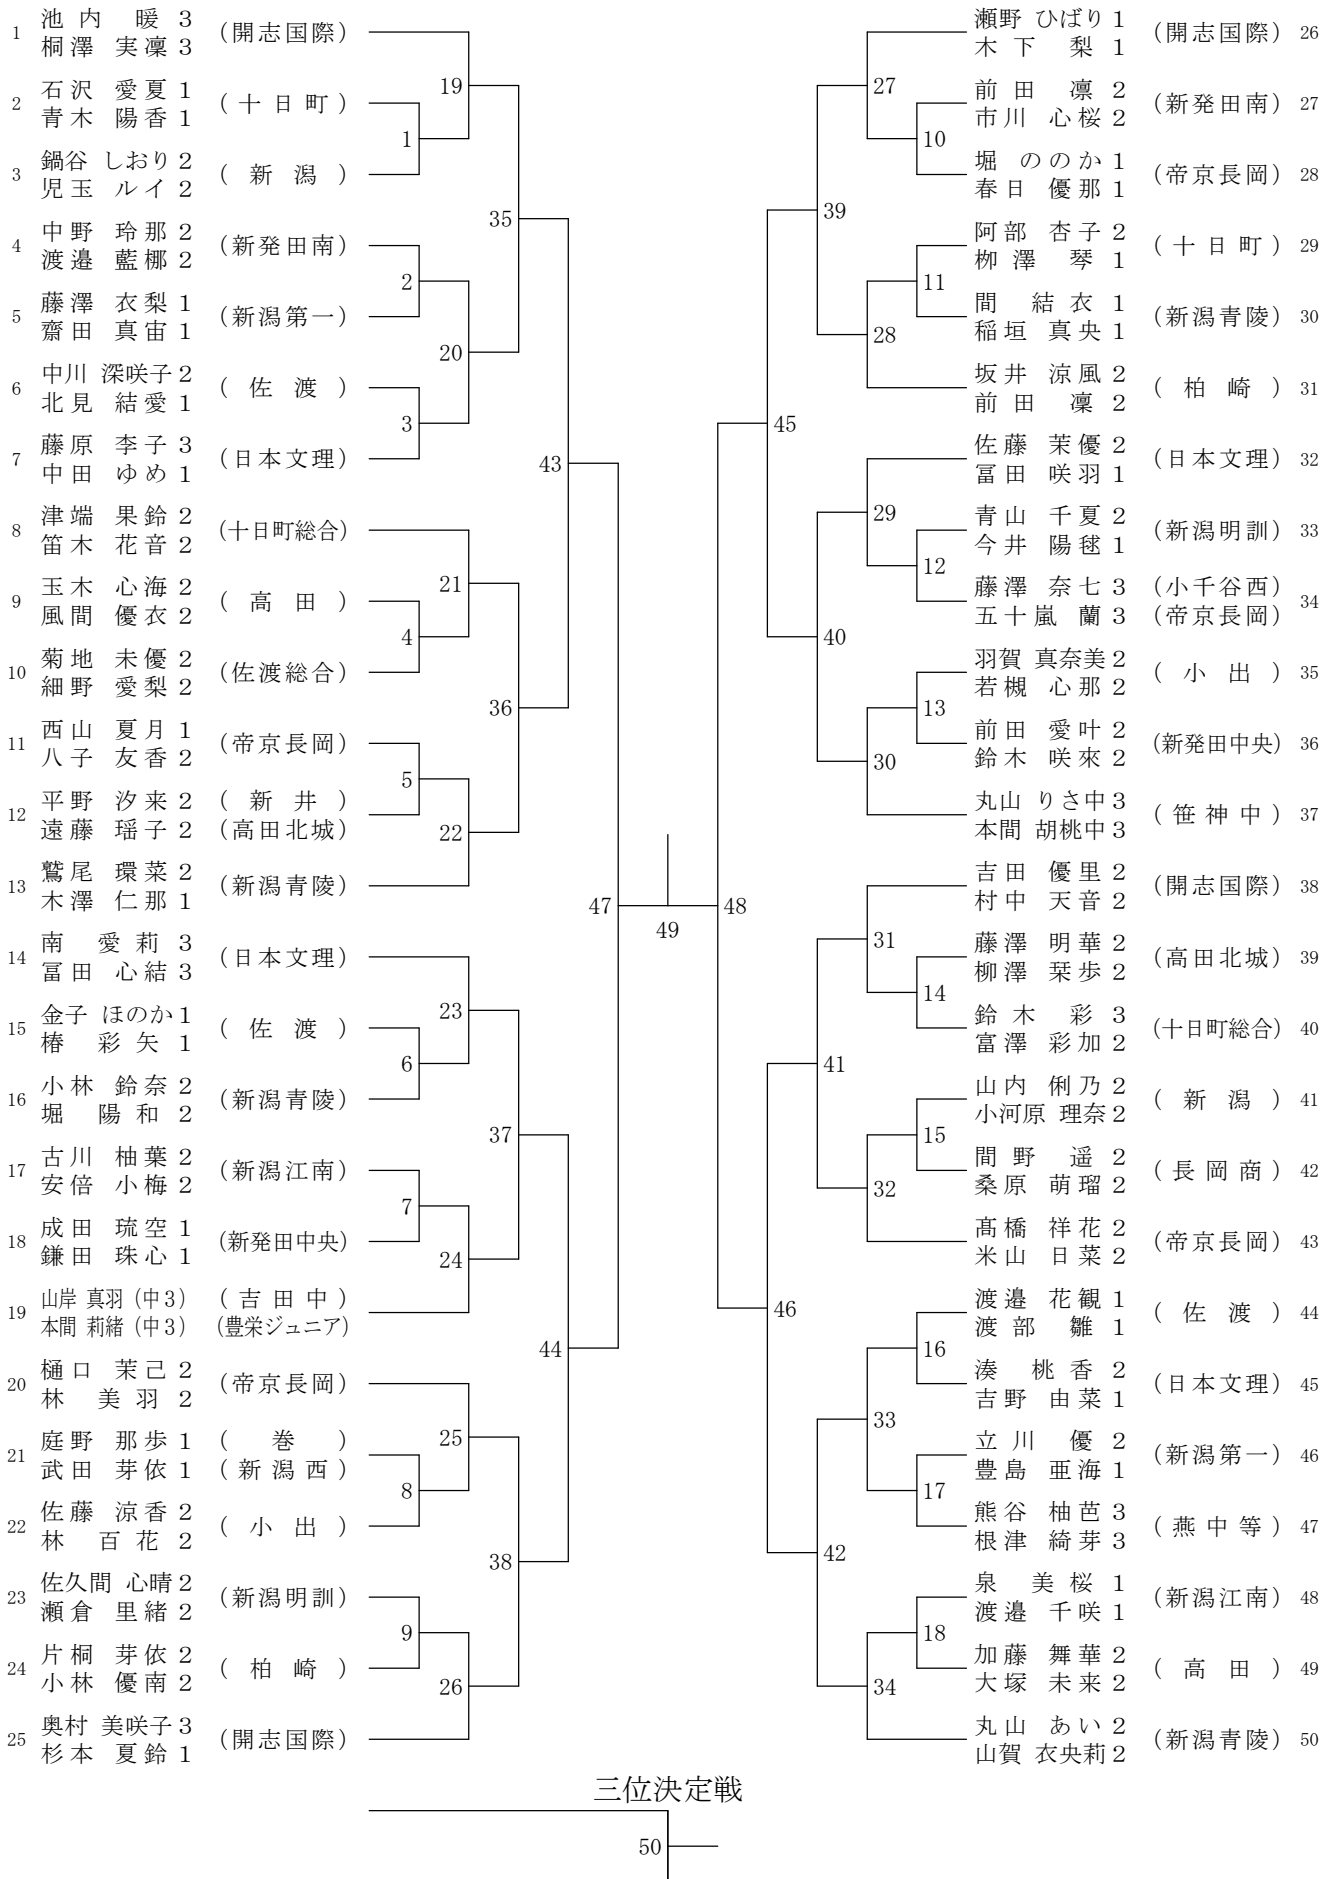 1 池内 暖 3 (開志国際)
桐澤 実凜 3
2 石沢 愛夏 1 (十日町)
青木 陽香 1
3 鍋谷 しおり 2 (新潟)
児玉 ルイ 2
4 中野 玲那 2 (新発田南)
渡邉 藍梛 2
5 藤澤 衣梨 1 (新潟第一)
齋田 真宙 1
6 中川 深咲子 2 (佐渡)
北見 結愛 1
7 藤原 李子 3 (日本文理)
中田 ゆめ 1
8 津端 果鈴 2 (十日町総合)
笛木 花音 2
9 玉木 心海 2 (高田)
風間 優衣 2
10 菊地 未優 2 (佐渡総合)
細野 愛梨 2
11 西山 夏月 1 (帝京長岡)
八子 友香 2
12 平野 汐来 2 (新井)
遠藤 瑶子 2 (高田北城)
13 鷲尾 環菜 2 (新潟青陵)
木澤 仁那 1
14 南 愛莉 3 (日本文理)
冨田 心結 3
15 金子 ほのか 1 (佐渡)
椿 彩矢 1
16 小林 鈴奈 2 (新潟青陵)
堀 陽和 2
17 古川 柚葉 2 (新潟江南)
安倍 小梅 2
18 成田 琉空 1 (新発田中央)
鎌田 珠心 1
19 山岸 真羽 (中3) (吉田中)
本間 莉緒 (中3) (豊栄ジュニア)
20 樋口 茉己 2 (帝京長岡)
林 美羽 2
21 庭野 那歩 1 (巻)
武田 芽依 1 (新潟西)
22 佐藤 涼香 2 (小出)
林 百花 2
23 佐久間 心晴 2 (新潟明訓)
瀬倉 里緒 2
24 片桐 芽依 2 (柏崎)
小林 優南 2
25 奥村 美咲子 3 (開志国際)
杉本 夏鈴 1
19
1
35
2
20
3
43
21
4
36
5
22
47
23
6
37
7
24
44
25
8
38
9
26
49
48
27
10
39
11
28
45
29
12
40
13
30
31
14
41
15
32
46
16
33
17
42
18
34
瀬野 ひばり 1 (開志国際) 26
木下 梨 1
前田 凛 2 (新発田南) 27
市川 心桜 2
堀 ののか 1 (帝京長岡) 28
春日 優那 1
阿部 杏子 2 (十日町) 29
栁澤 琴 1
間 結衣 1 (新潟青陵) 30
稲垣 真央 1
坂井 涼風 2 (柏崎) 31
前田 凜 2
佐藤 茉優 2 (日本文理) 32
冨田 咲羽 1
青山 千夏 2 (新潟明訓) 33
今井 陽毬 1
藤澤 奈七 3 (小千谷西) 34
五十嵐 蘭 3 (帝京長岡)
羽賀 真奈美 2 (小出) 35
若槻 心那 2
前田 愛叶 2 (新発田中央) 36
鈴木 咲來 2
丸山 りさ 中3 (笹神中) 37
本間 胡桃 中3
吉田 優里 2 (開志国際) 38
村中 天音 2
藤澤 明華 2 (高田北城) 39
柳澤 栞歩 2
鈴木 彩 3 (十日町総合) 40
富澤 彩加 2
山内 俐乃 2 (新潟) 41
小河原 理奈 2
間野 遥 2 (長岡商) 42
桑原 萌瑠 2
髙橋 祥花 2 (帝京長岡) 43
米山 日菜 2
渡邉 花観 1 (佐渡) 44
渡部 雛 1
湊 桃香 2 (日本文理) 45
吉野 由菜 1
立川 優 2 (新潟第一) 46
豊島 亜海 1
熊谷 柚芭 3 (燕中等) 47
根津 綺芽 3
泉 美桜 1 (新潟江南) 48
渡邉 千咲 1
加藤 舞華 2 (高田) 49
大塚 未来 2
丸山 あい 2 (新潟青陵) 50
山賀 衣央莉 2
三位決定戦
50